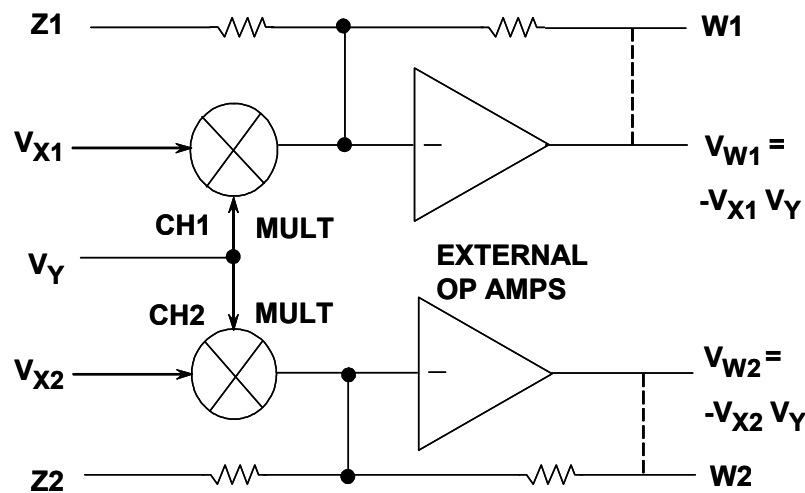 Z1
W1
V_X1
V_W1 =
-V_X1 V_Y
CH1 MULT
V_Y
EXTERNAL
OP AMPS
CH2 MULT
V_X2
V_W2 =
-V_X2 V_Y
Z2
W2